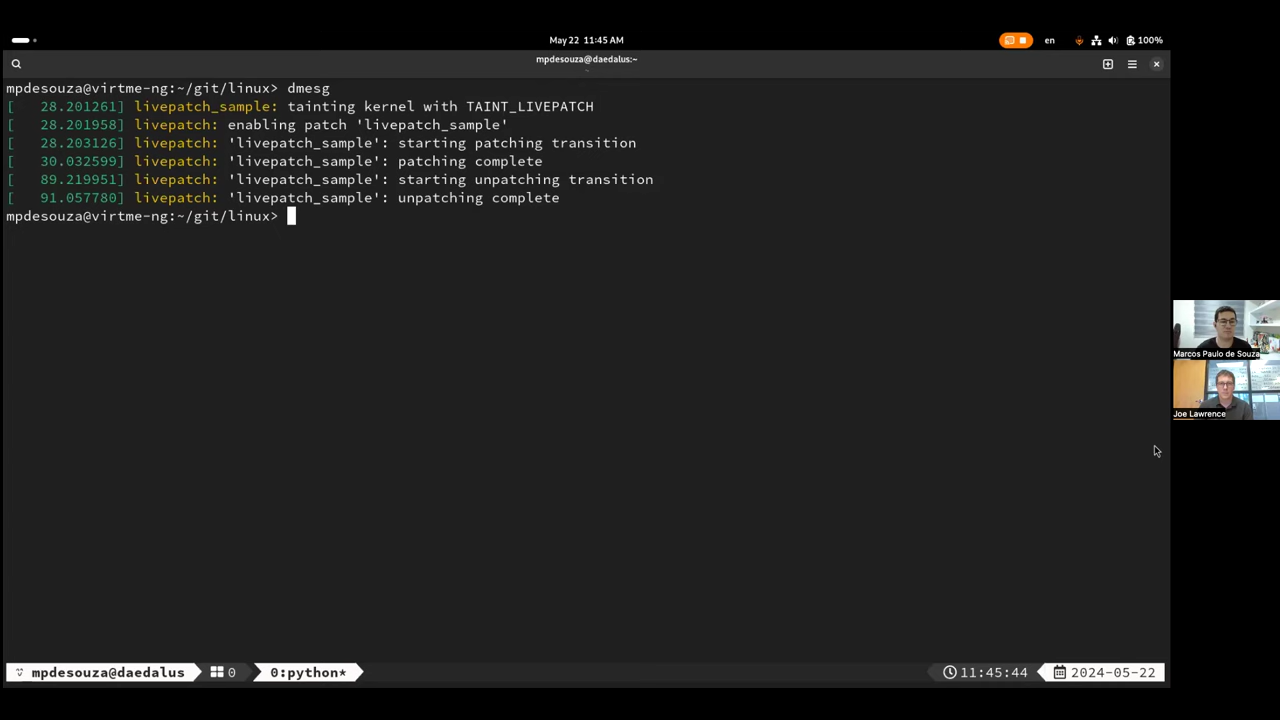 May 22 11:45 AM
en
100%
mpdesouza@daedalus:~
mpdesouza@virtme-ng:~/git/linux> dmesg
[   28.201261] livepatch_sample: tainting kernel with TAINT_LIVEPATCH
[   28.201958] livepatch: enabling patch 'livepatch_sample'
[   28.203126] livepatch: 'livepatch_sample': starting patching transition
[   30.032599] livepatch: 'livepatch_sample': patching complete
[   89.219951] livepatch: 'livepatch_sample': starting unpatching transition
[   91.057780] livepatch: 'livepatch_sample': unpatching complete
mpdesouza@virtme-ng:~/git/linux>
Marcos Paulo de Souza
Joe Lawrence
mpdesouza@daedalus 0 0:python* 11:45:44 2024-05-22